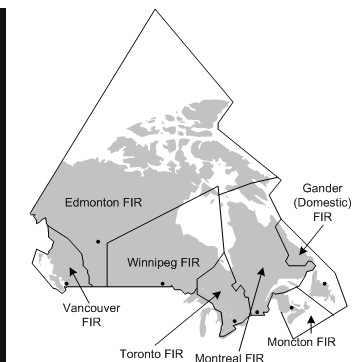 Edmonton FIR
Gander
(Domestic)
FIR
Winnipeg FIR
Vancouver
FIR
Moncton FIR
Toronto FIR
Montreal FIR